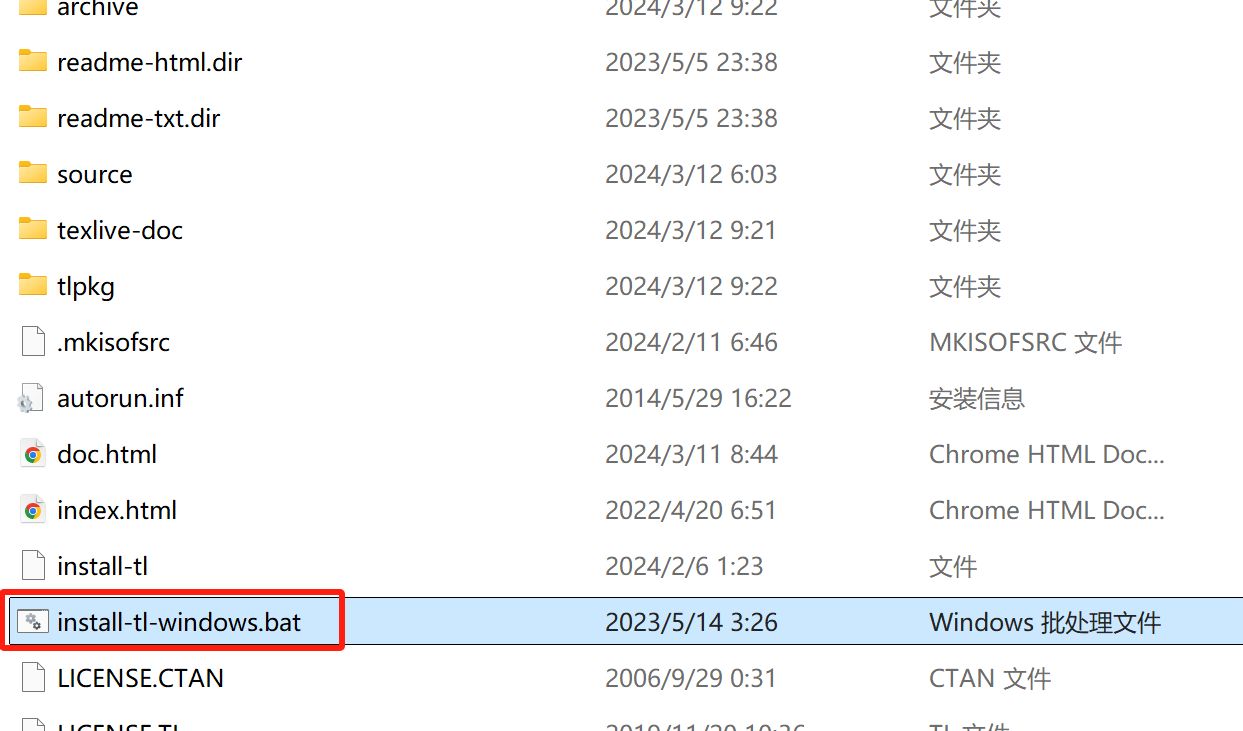 archive 2024/3/12 9:22 文件夹
readme-html.dir 2023/5/5 23:38 文件夹
readme-txt.dir 2023/5/5 23:38 文件夹
source 2024/3/12 6:03 文件夹
texlive-doc 2024/3/12 9:21 文件夹
tlpkg 2024/3/12 9:22 文件夹
.mkisofsrc 2024/2/11 6:46 MKISOFSRC 文件
autorun.inf 2014/5/29 16:22 安装信息
doc.html 2024/3/11 8:44 Chrome HTML Doc...
index.html 2022/4/20 6:51 Chrome HTML Doc...
install-tl 2024/2/6 1:23 文件
install-tl-windows.bat 2023/5/14 3:26 Windows 批处理文件
LICENSE.CTAN 2006/9/29 0:31 CTAN 文件
LICENSE.TL TL 文件